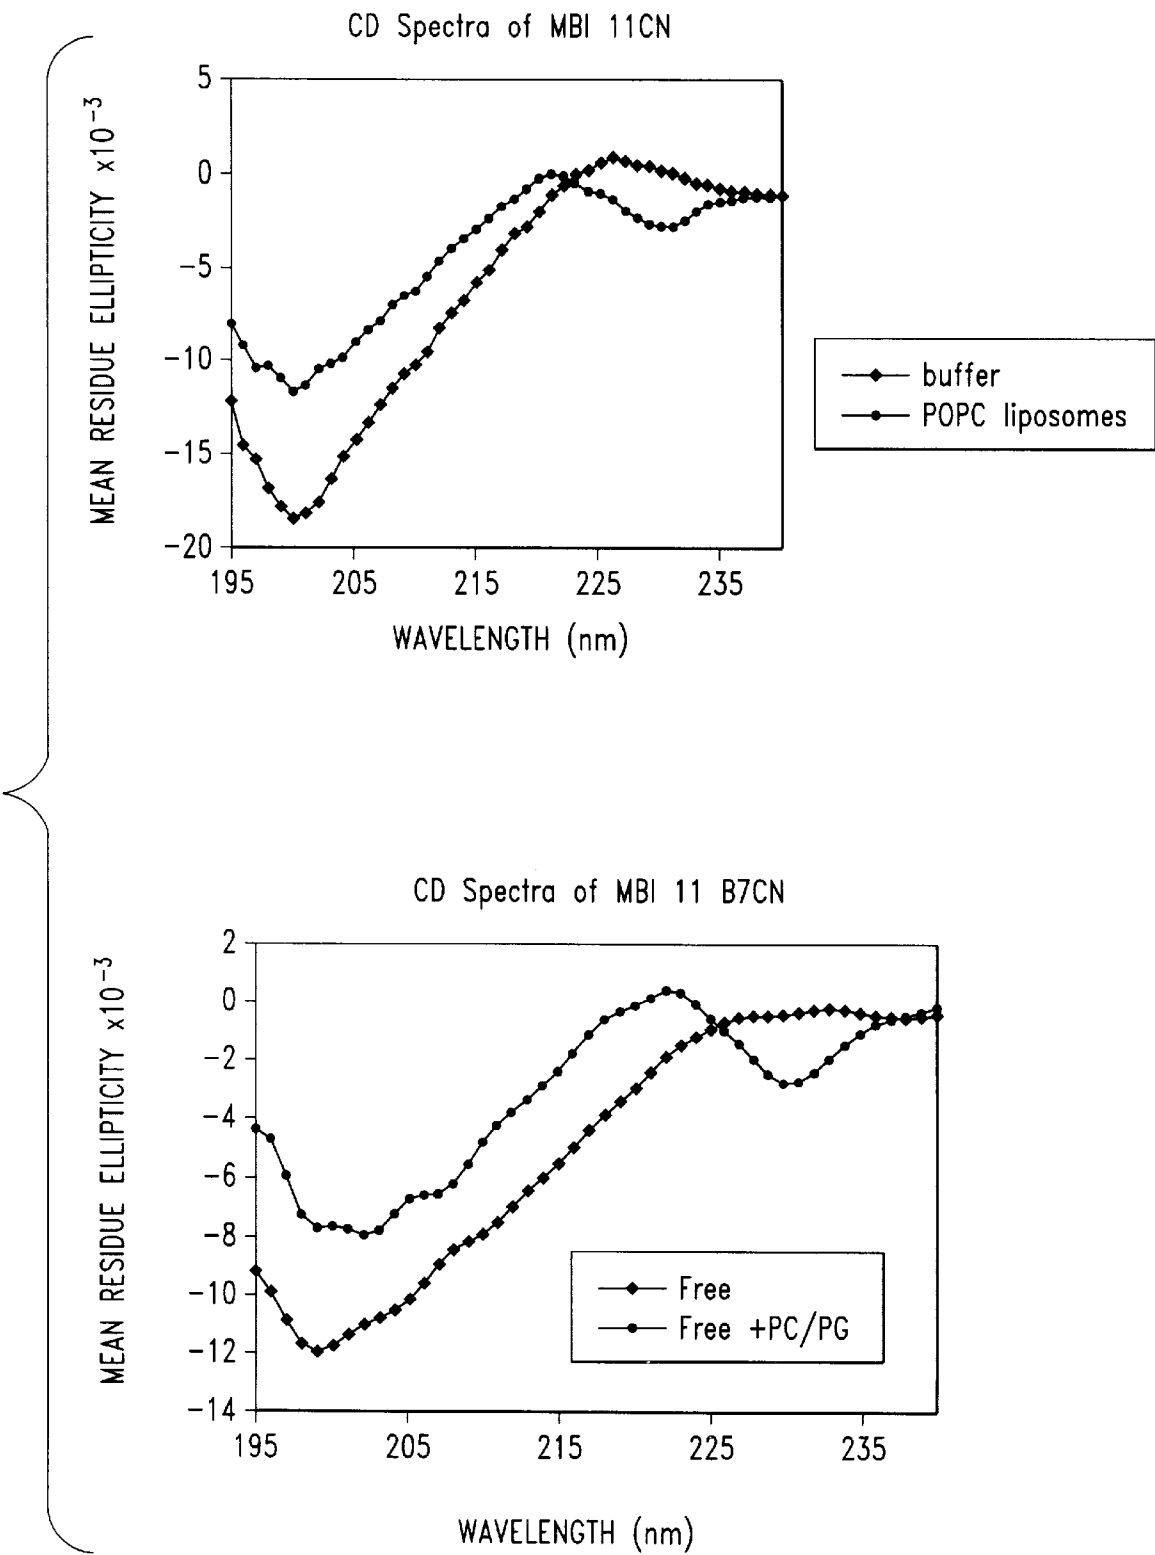 CD Spectra of MBI 11CN
MEAN RESIDUE ELLIPTICITY x10⁻³
5
0
−5
−10
−15
−20
195 205 215 225 235
WAVELENGTH (nm)
buffer
POPC liposomes
CD Spectra of MBI 11 B7CN
MEAN RESIDUE ELLIPTICITY x10⁻³
2
0
−2
−4
−6
−8
−10
−12
−14
195 205 215 225 235
WAVELENGTH (nm)
Free
Free +PC/PG